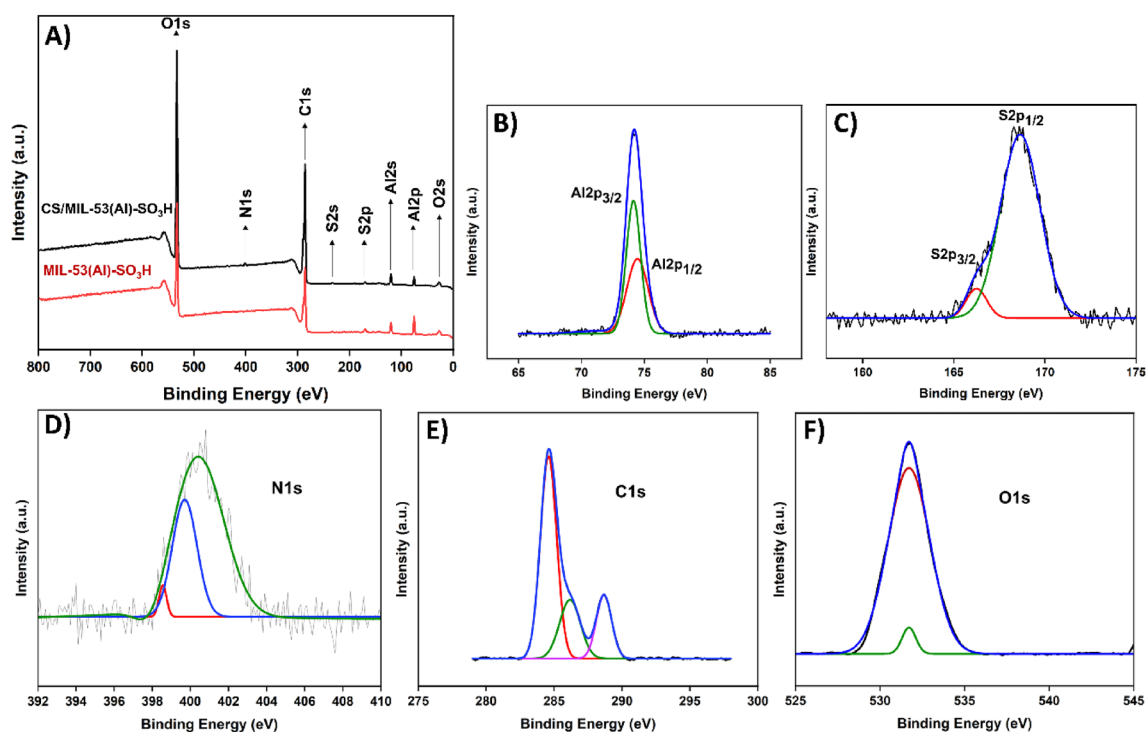 A)
O1s
C1s
N1s
S2s
S2p
Al2s
Al2p
O2s
CS/MIL-53(Al)-SO₃H
MIL-53(Al)-SO₃H
Intensity (a.u.)
800 700 600 500 400 300 200 100 0
Binding Energy (eV)
B)
Al2p3/2
Al2p1/2
Intensity (a.u.)
65 70 75 80 85
Binding Energy (eV)
C)
S2p1/2
S2p3/2
Intensity (a.u.)
160 165 170 175
Binding Energy (eV)
D)
N1s
Intensity (a.u.)
392 394 396 398 400 402 404 406 408 410
Binding Energy (eV)
E)
C1s
Intensity (a.u.)
275 280 285 290 295 300
Binding Energy (eV)
F)
O1s
Intensity (a.u.)
525 530 535 540 545
Binding Energy (eV)